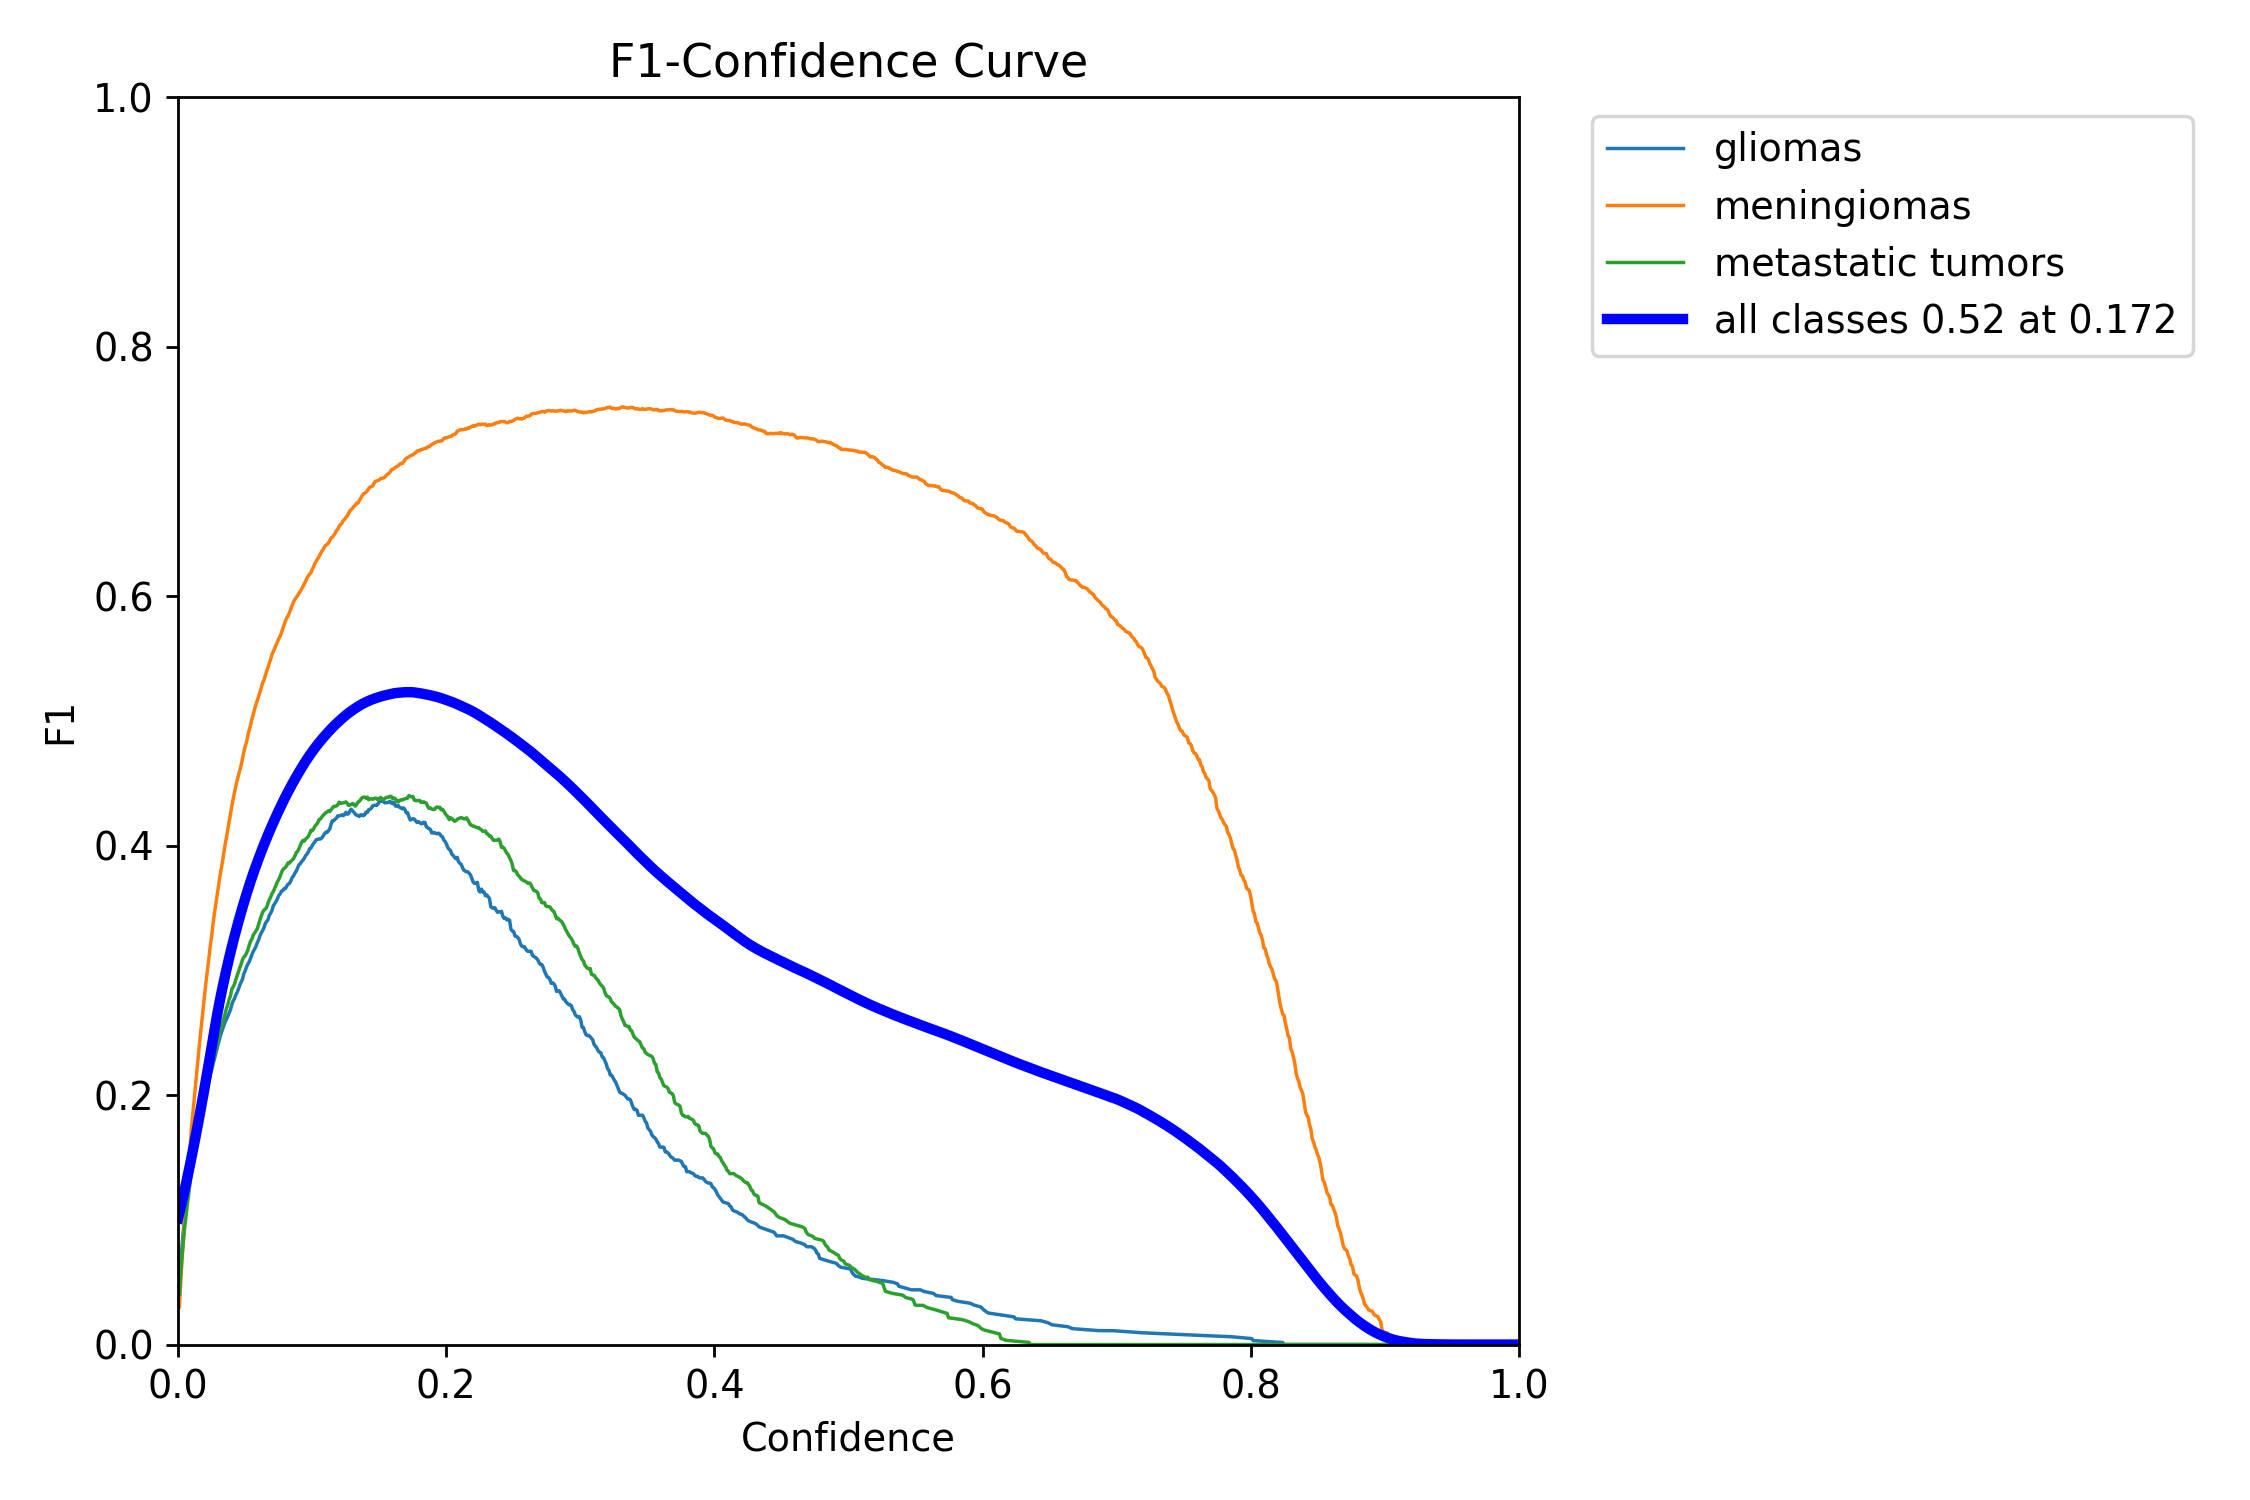 F1-Confidence Curve
1.0
0.8
0.6
0.4
0.2
0.0
F1
0.0 0.2 0.4 0.6 0.8 1.0
Confidence
gliomas
meningiomas
metastatic tumors
all classes 0.52 at 0.172